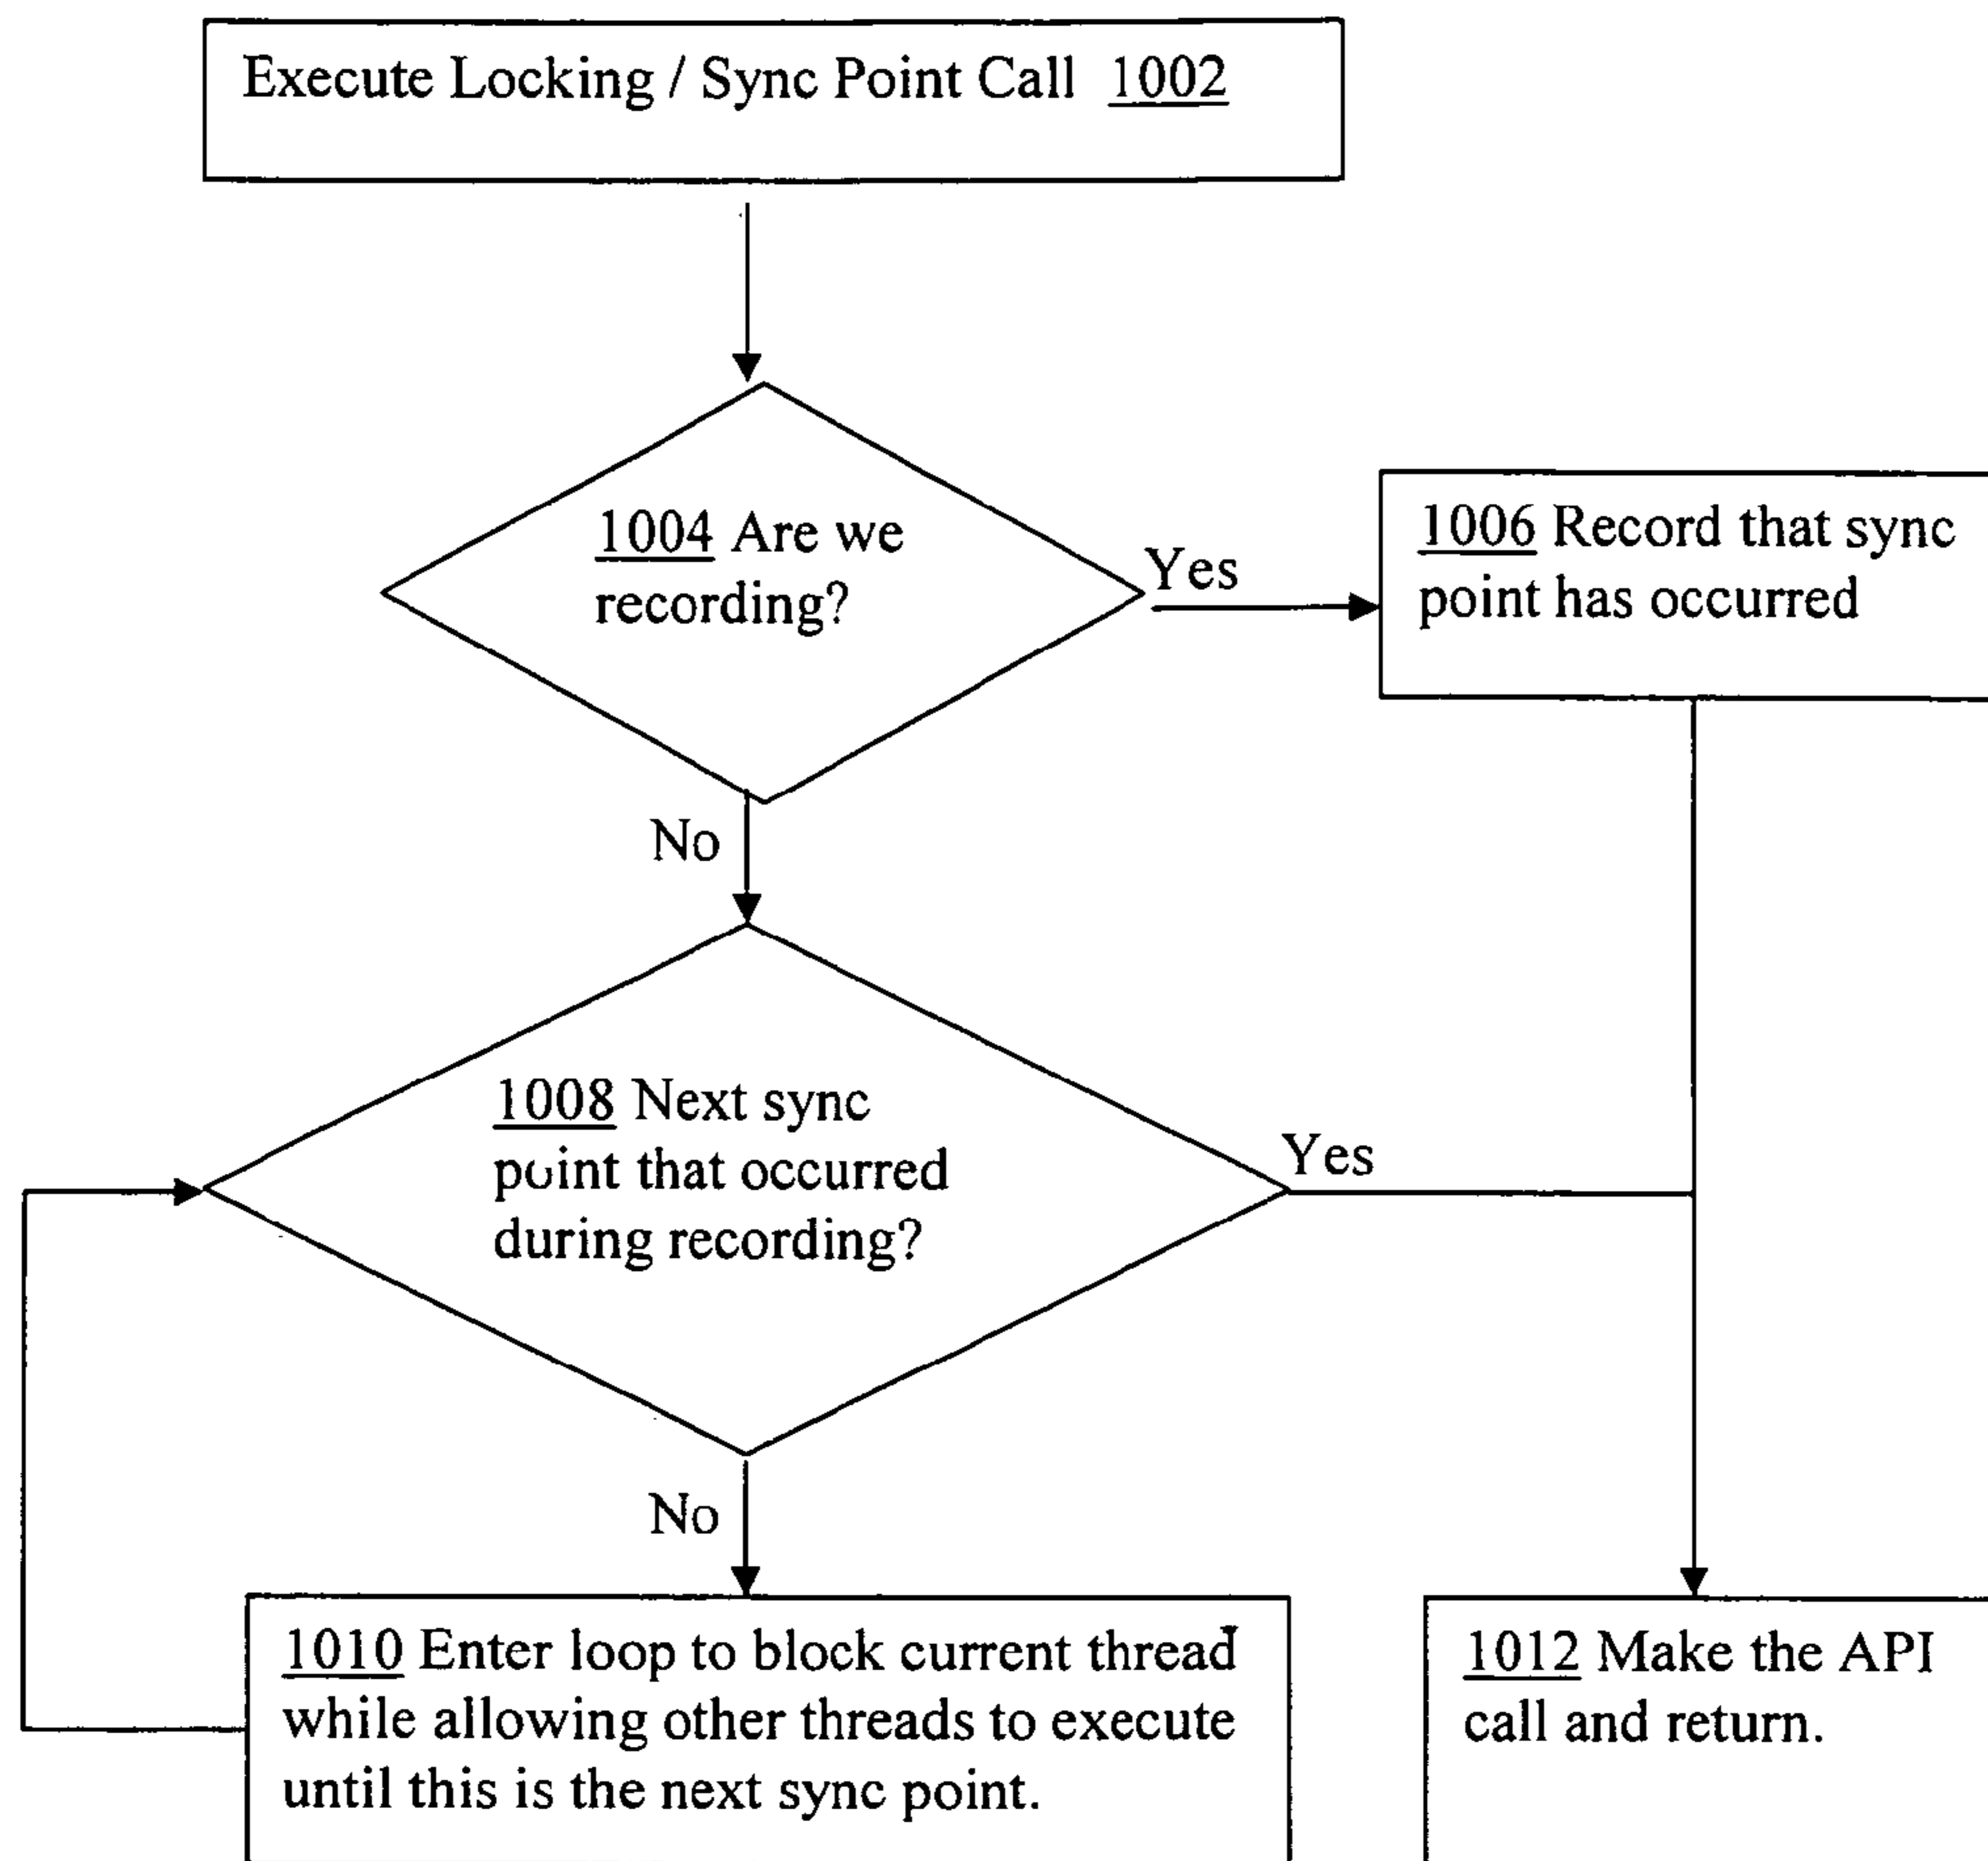 Execute Locking / Sync Point Call 1002
1004 Are we
recording?
Yes
1006 Record that sync
point has occurred
No
1008 Next sync
point that occurred
during recording?
Yes
No
1010 Enter loop to block current thread
while allowing other threads to execute
until this is the next sync point.
1012 Make the API
call and return.